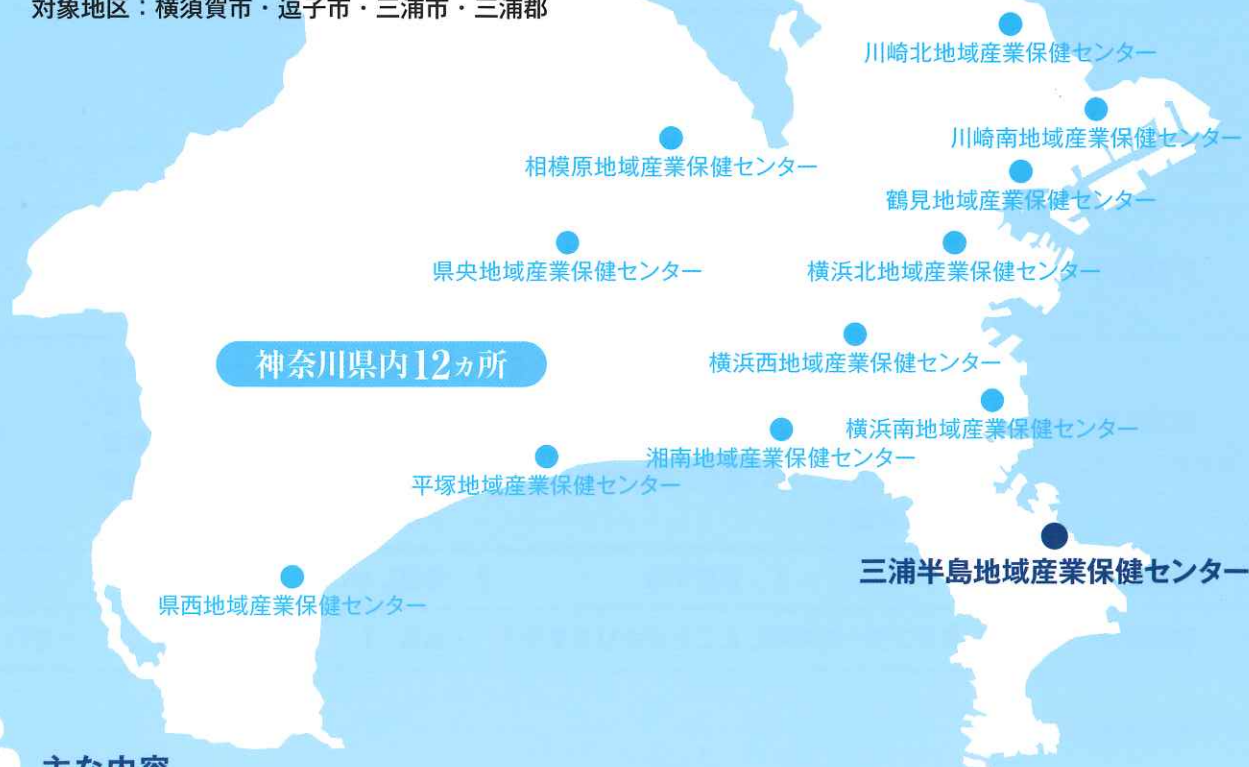 対象地区：横須賀市・逗子市・三浦市・三浦郡
川崎北地域産業保健センター
川崎南地域産業保健センター
相模原地域産業保健センター
鶴見地域産業保健センター
県央地域産業保健センター
横浜北地域産業保健センター
神奈川県内12ヵ所
横浜西地域産業保健センター
横浜南地域産業保健センター
湘南地域産業保健センター
平塚地域産業保健センター
三浦半島地域産業保健センター
県西地域産業保健センター
主な内容